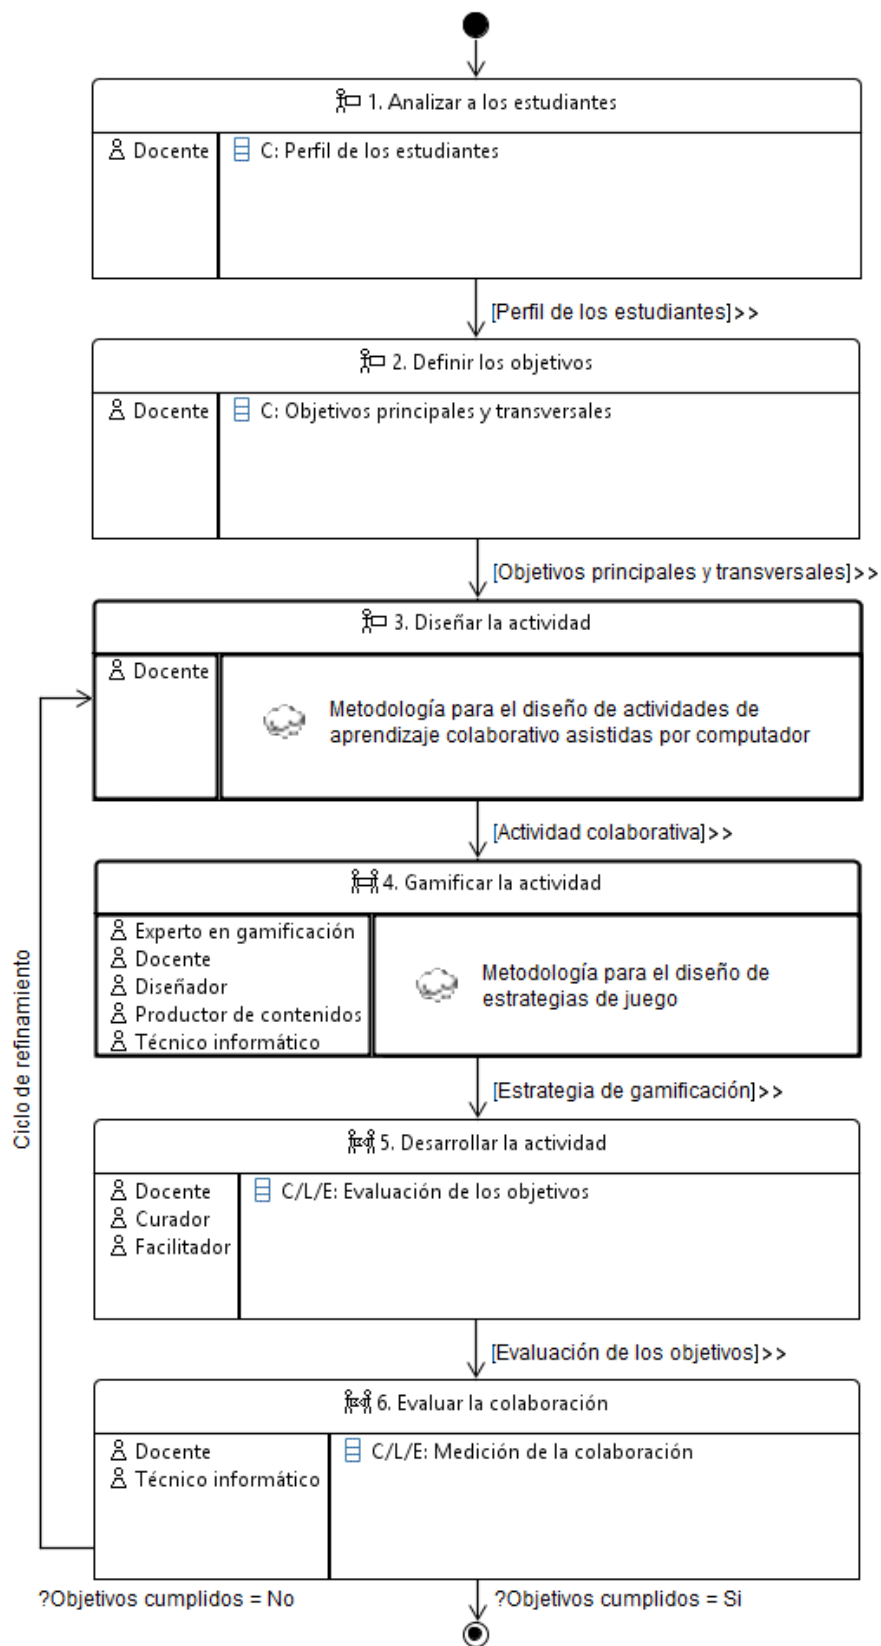 1. Analizar a los estudiantes
Docente
C: Perfil de los estudiantes
[Perfil de los estudiantes]>>
2. Definir los objetivos
Docente
C: Objetivos principales y transversales
[Objetivos principales y transversales]>>
3. Diseñar la actividad
Docente
Metodología para el diseño de actividades de
aprendizaje colaborativo asistidas por computador
[Actividad colaborativa]>>
4. Gamificar la actividad
Experto en gamificación
Docente
Diseñador
Productor de contenidos
Técnico informático
Metodología para el diseño de
estrategias de juego
[Estrategia de gamificación]>>
Ciclo de refinamiento
5. Desarrollar la actividad
Docente
Curador
Facilitador
C/L/E: Evaluación de los objetivos
[Evaluación de los objetivos]>>
6. Evaluar la colaboración
Docente
Técnico informático
C/L/E: Medición de la colaboración
?Objetivos cumplidos = No
?Objetivos cumplidos = Si